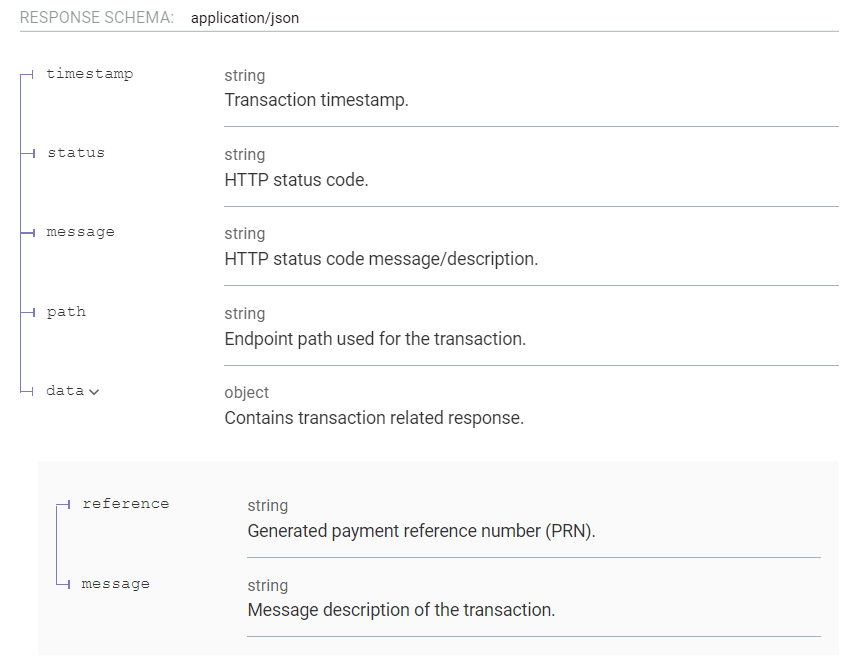 RESPONSE SCHEMA: application/json
timestamp
string
Transaction timestamp.
status
string
HTTP status code.
message
string
HTTP status code message/description.
path
string
Endpoint path used for the transaction.
data
object
Contains transaction related response.
reference
string
Generated payment reference number (PRN).
message
string
Message description of the transaction.